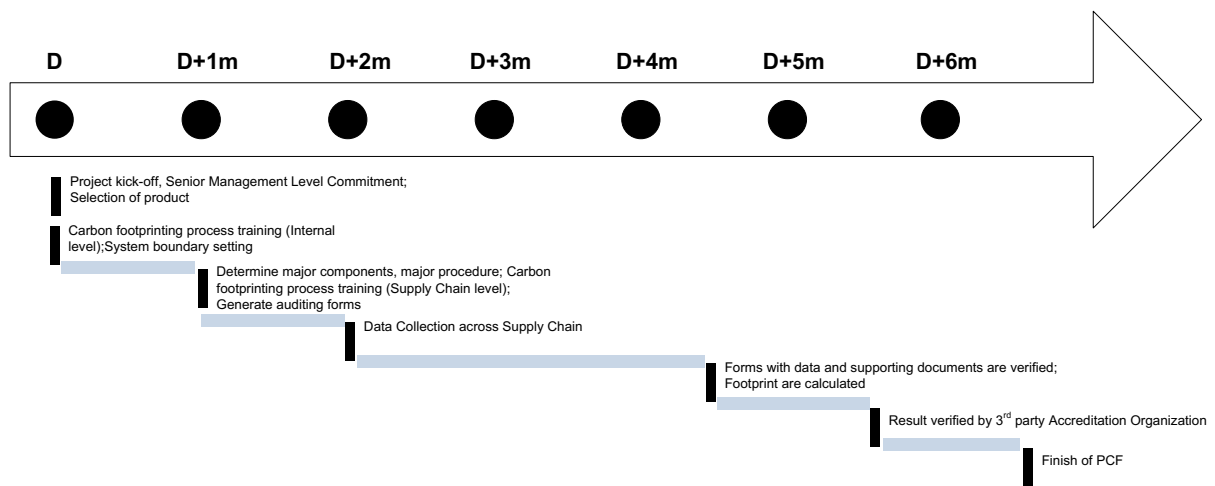 D D+1m D+2m D+3m D+4m D+5m D+6m
Project kick-off, Senior Management Level Commitment;
Selection of product
Carbon footprinting process training (Internal
level);System boundary setting
Determine major components, major procedure; Carbon
footprinting process training (Supply Chain level);
Generate auditing forms
Data Collection across Supply Chain
Forms with data and supporting documents are verified;
Footprint are calculated
Result verified by 3rd party Accreditation Organization
Finish of PCF